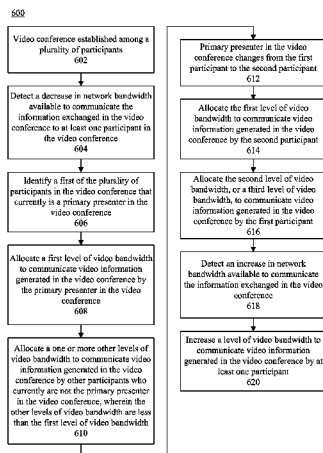 600
Video conference established among a
plurality of participants
602
Detect a decrease in network bandwidth
available to communicate the
information exchanged in the video
conference to at least one participant in
the video conference
604
Identify a first of the plurality of
participants in the video conference that
currently is a primary presenter in the
video conference
606
Allocate a first level of video bandwidth
to communicate video information
generated in the video conference by
the primary presenter in the video
conference
608
Allocate a one or more other levels of
video bandwidth to communicate video
information generated in the video
conference by other participants who
currently are not the primary presenter
in the video conference, wherein the
other levels of video bandwidth are less
than the first level of video bandwidth
610
Primary presenter in the video
conference changes from the first
participant to the second participant
612
Allocate the first level of video
bandwidth to communicate video
information generated in the video
conference by the second participant
614
Allocate the second level of video
bandwidth, or a third level of video
bandwidth, to communicate video
information generated in the video
conference by the first participant
616
Detect an increase in network
bandwidth available to communicate
the information exchanged in the video
conference
618
Increase a level of video bandwidth to
communicate video information
generated in the video conference by at
least one participant
620